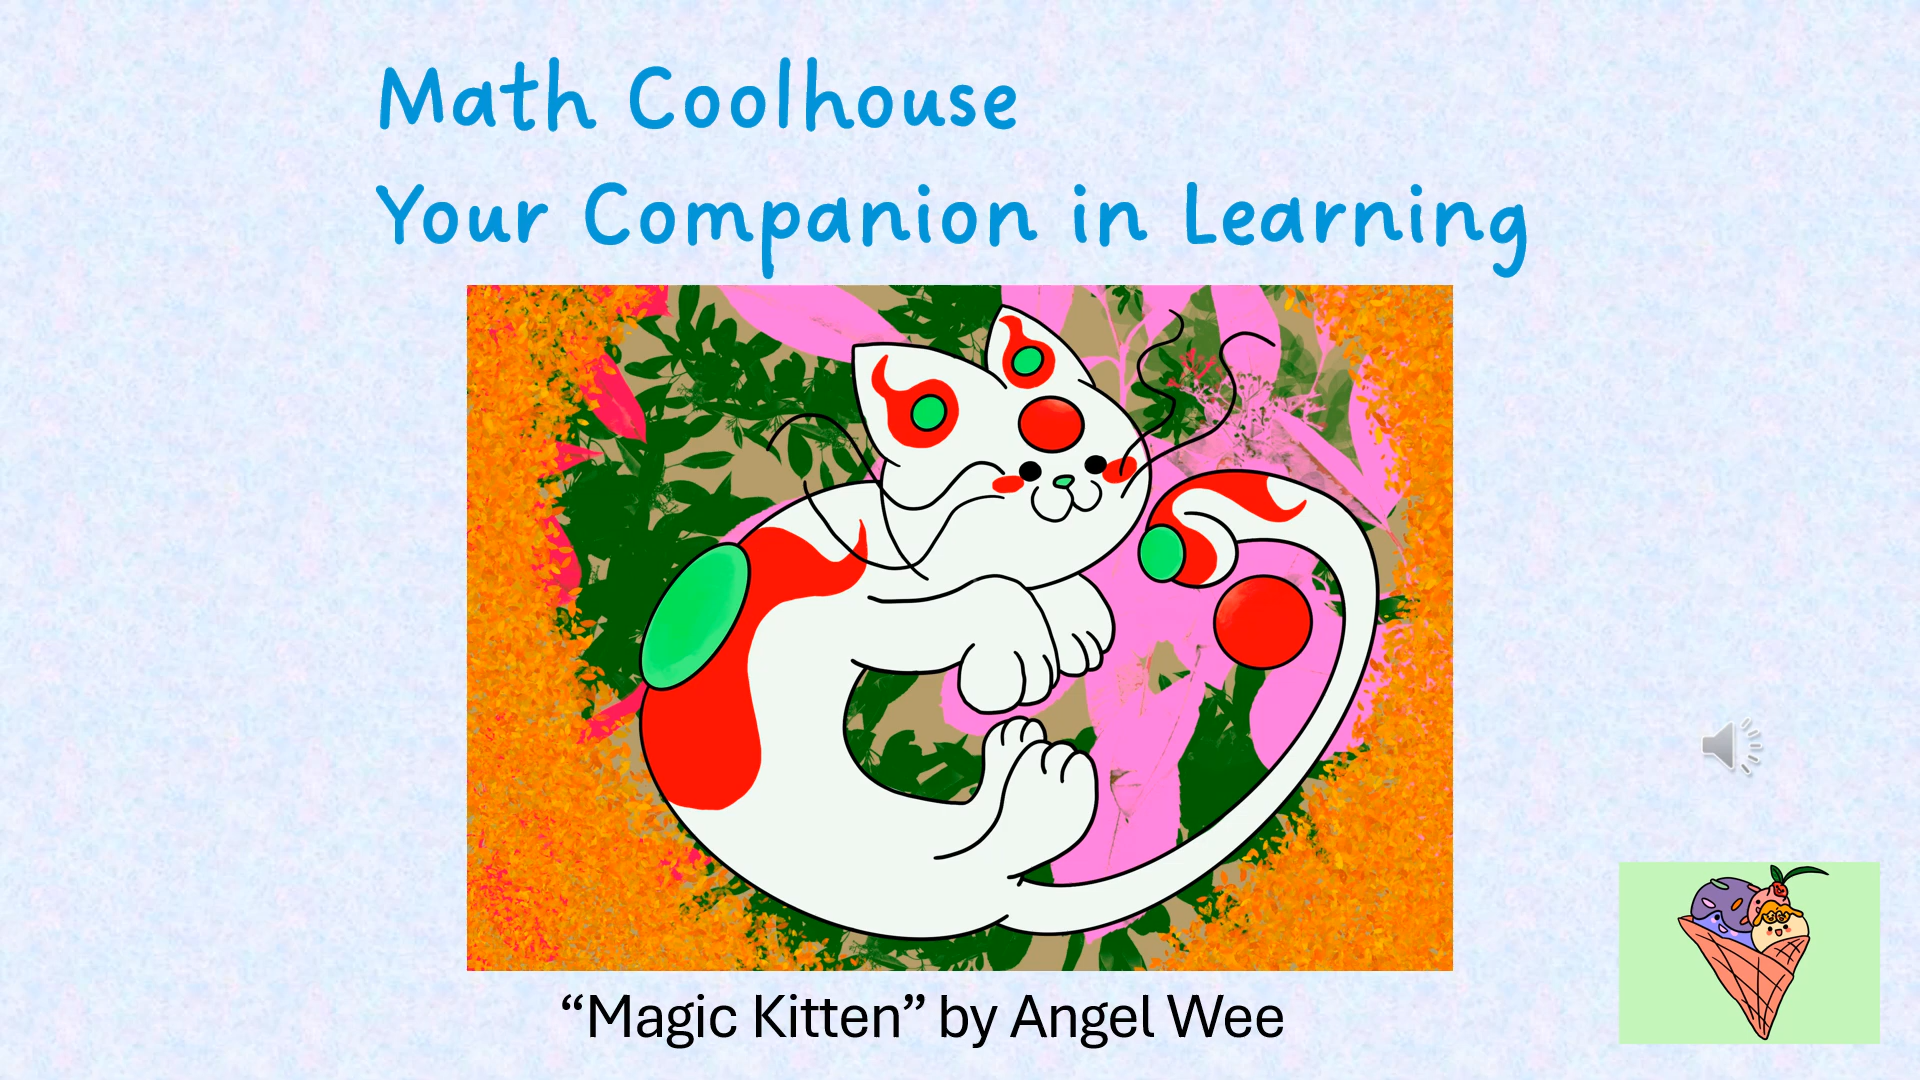 Math Coolhouse
Your Companion in Learning
“Magic Kitten” by Angel Wee